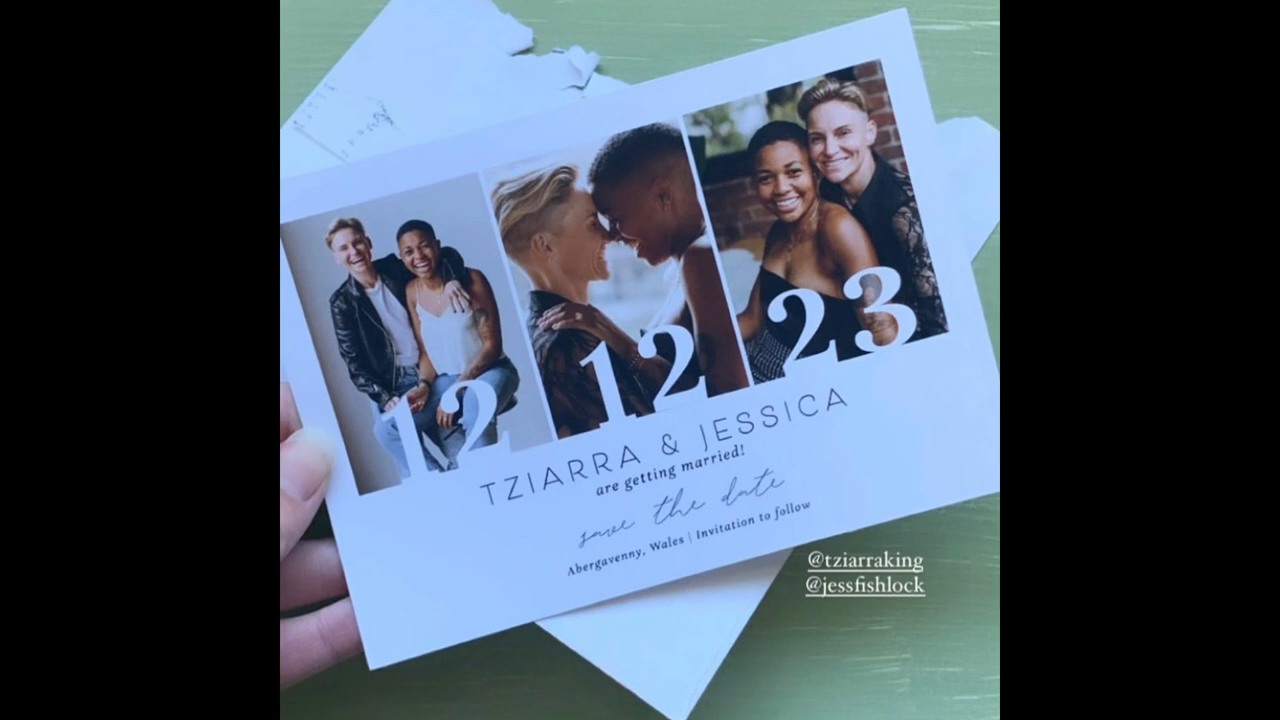 12 12 23
TZIARRA & JESSICA
are getting married!
save the date
Abergavenny, Wales | Invitation to follow
@tziarraking
@jessfishlock